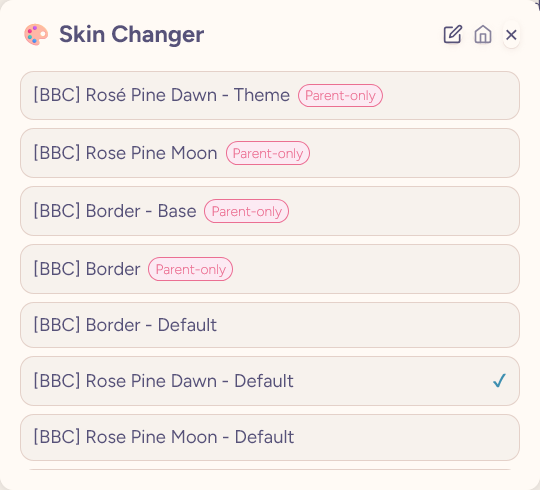 Skin Changer
[BBC] Rosé Pine Dawn - Theme Parent-only
[BBC] Rose Pine Moon Parent-only
[BBC] Border - Base Parent-only
[BBC] Border Parent-only
[BBC] Border - Default
[BBC] Rose Pine Dawn - Default
[BBC] Rose Pine Moon - Default